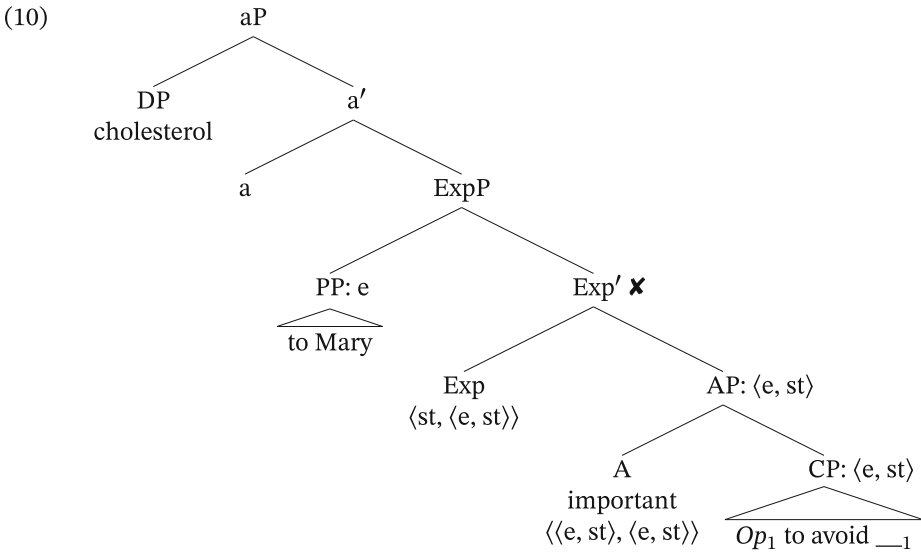 (10)
aP
DP
cholesterol
a′
a
ExpP
PP: e
to Mary
Exp′ ✘
Exp
⟨st, ⟨e, st⟩⟩
AP: ⟨e, st⟩
A
important
⟨⟨e, st⟩, ⟨e, st⟩⟩
CP: ⟨e, st⟩
Op₁ to avoid __₁